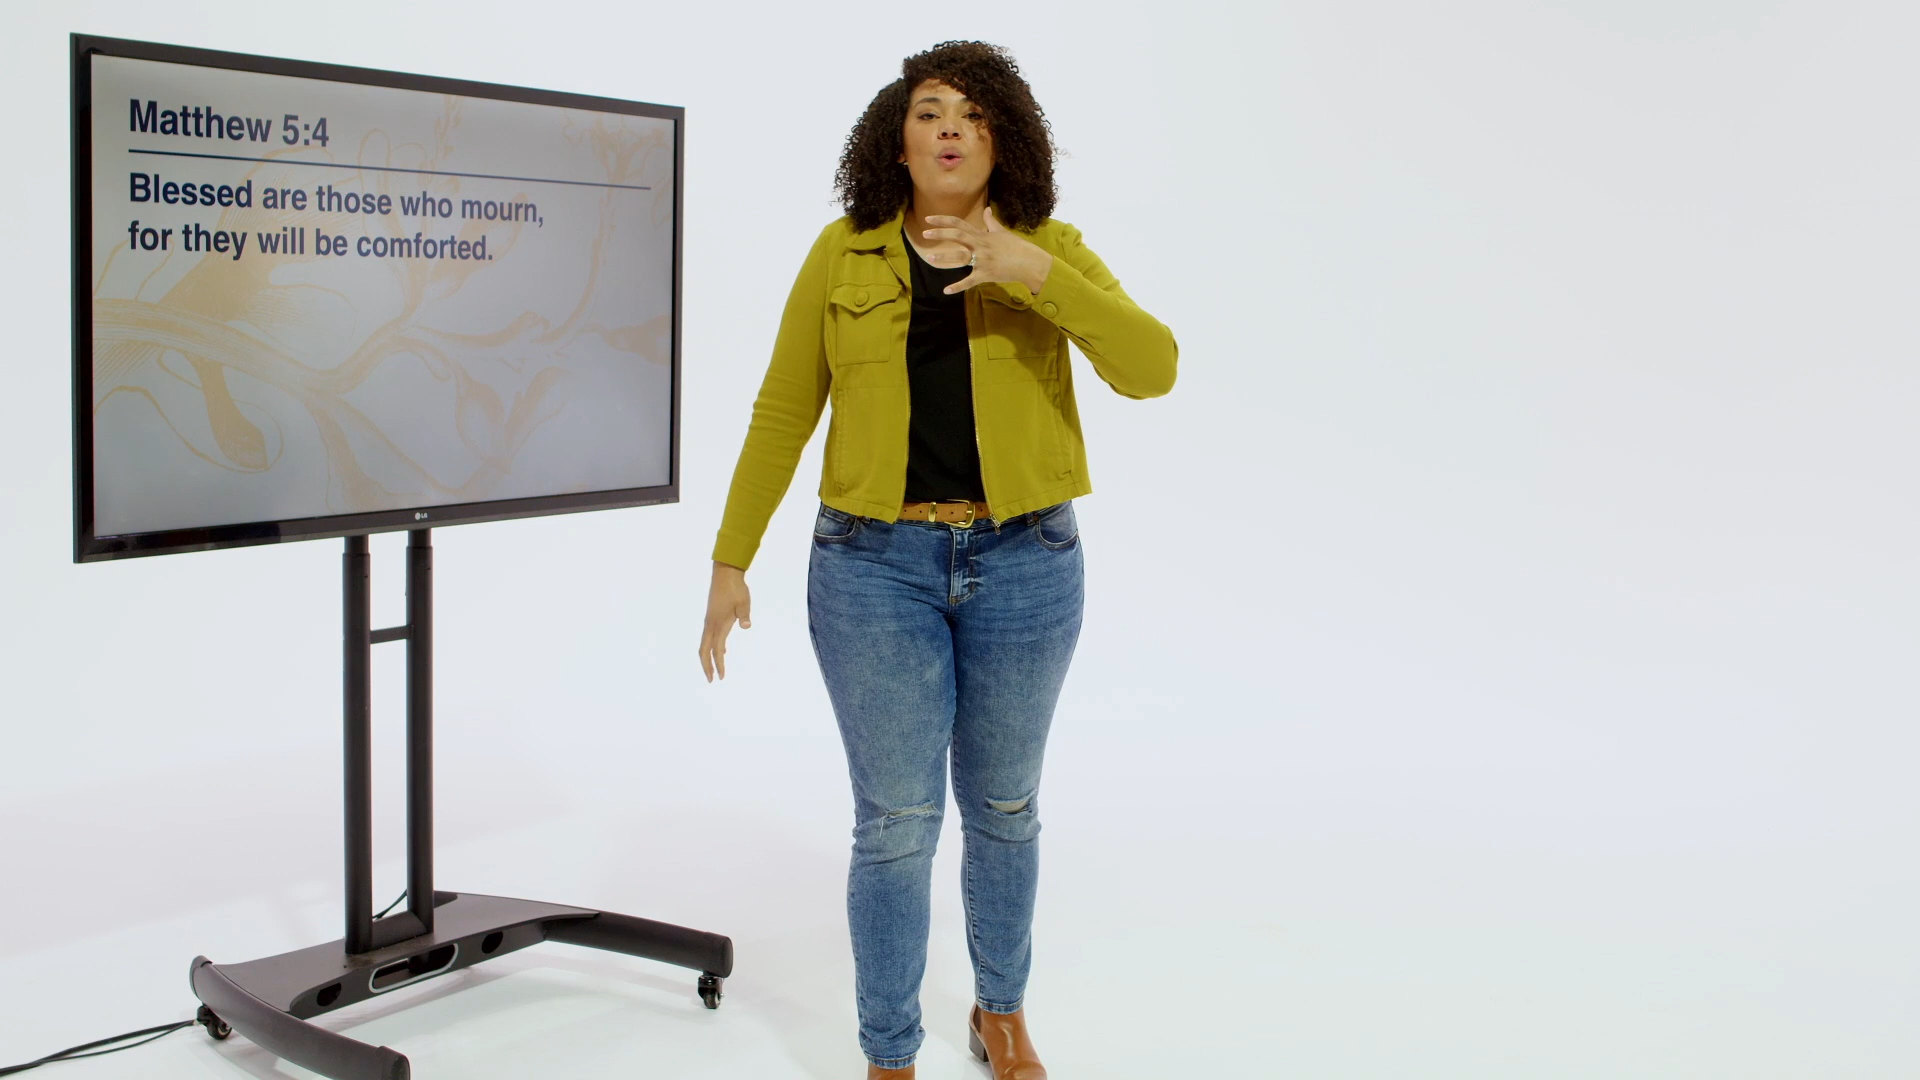 Matthew 5:4
Blessed are those who mourn,
for they will be comforted.
LG